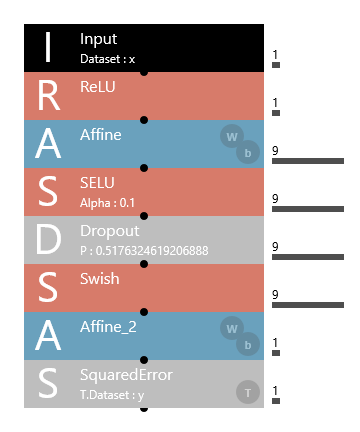 I Input 1
Dataset : x
R ReLU 1
A Affine W b 9
S SELU 9
Alpha : 0.1
D Dropout 9
P : 0.5176324619206888
S Swish 9
A Affine_2 W b 1
S SquaredError T 1
T.Dataset : y